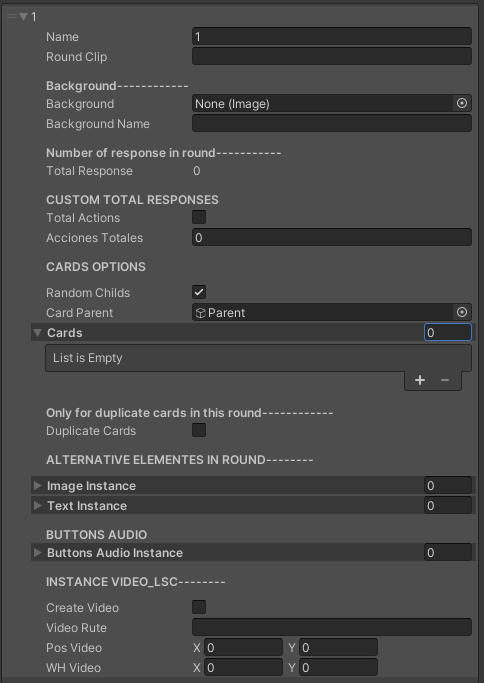 1
Name 1
Round Clip
Background------------
Background None (Image)
Background Name
Number of response in round-----------
Total Response 0
CUSTOM TOTAL RESPONSES
Total Actions
Acciones Totales 0
CARDS OPTIONS
Random Childs
Card Parent Parent
Cards 0
List is Empty
+ −
Only for duplicate cards in this round------------
Duplicate Cards
ALTERNATIVE ELEMENTES IN ROUND--------
Image Instance 0
Text Instance 0
BUTTONS AUDIO
Buttons Audio Instance 0
INSTANCE VIDEO_LSC--------
Create Video
Video Rute
Pos Video X 0 Y 0
WH Video X 0 Y 0